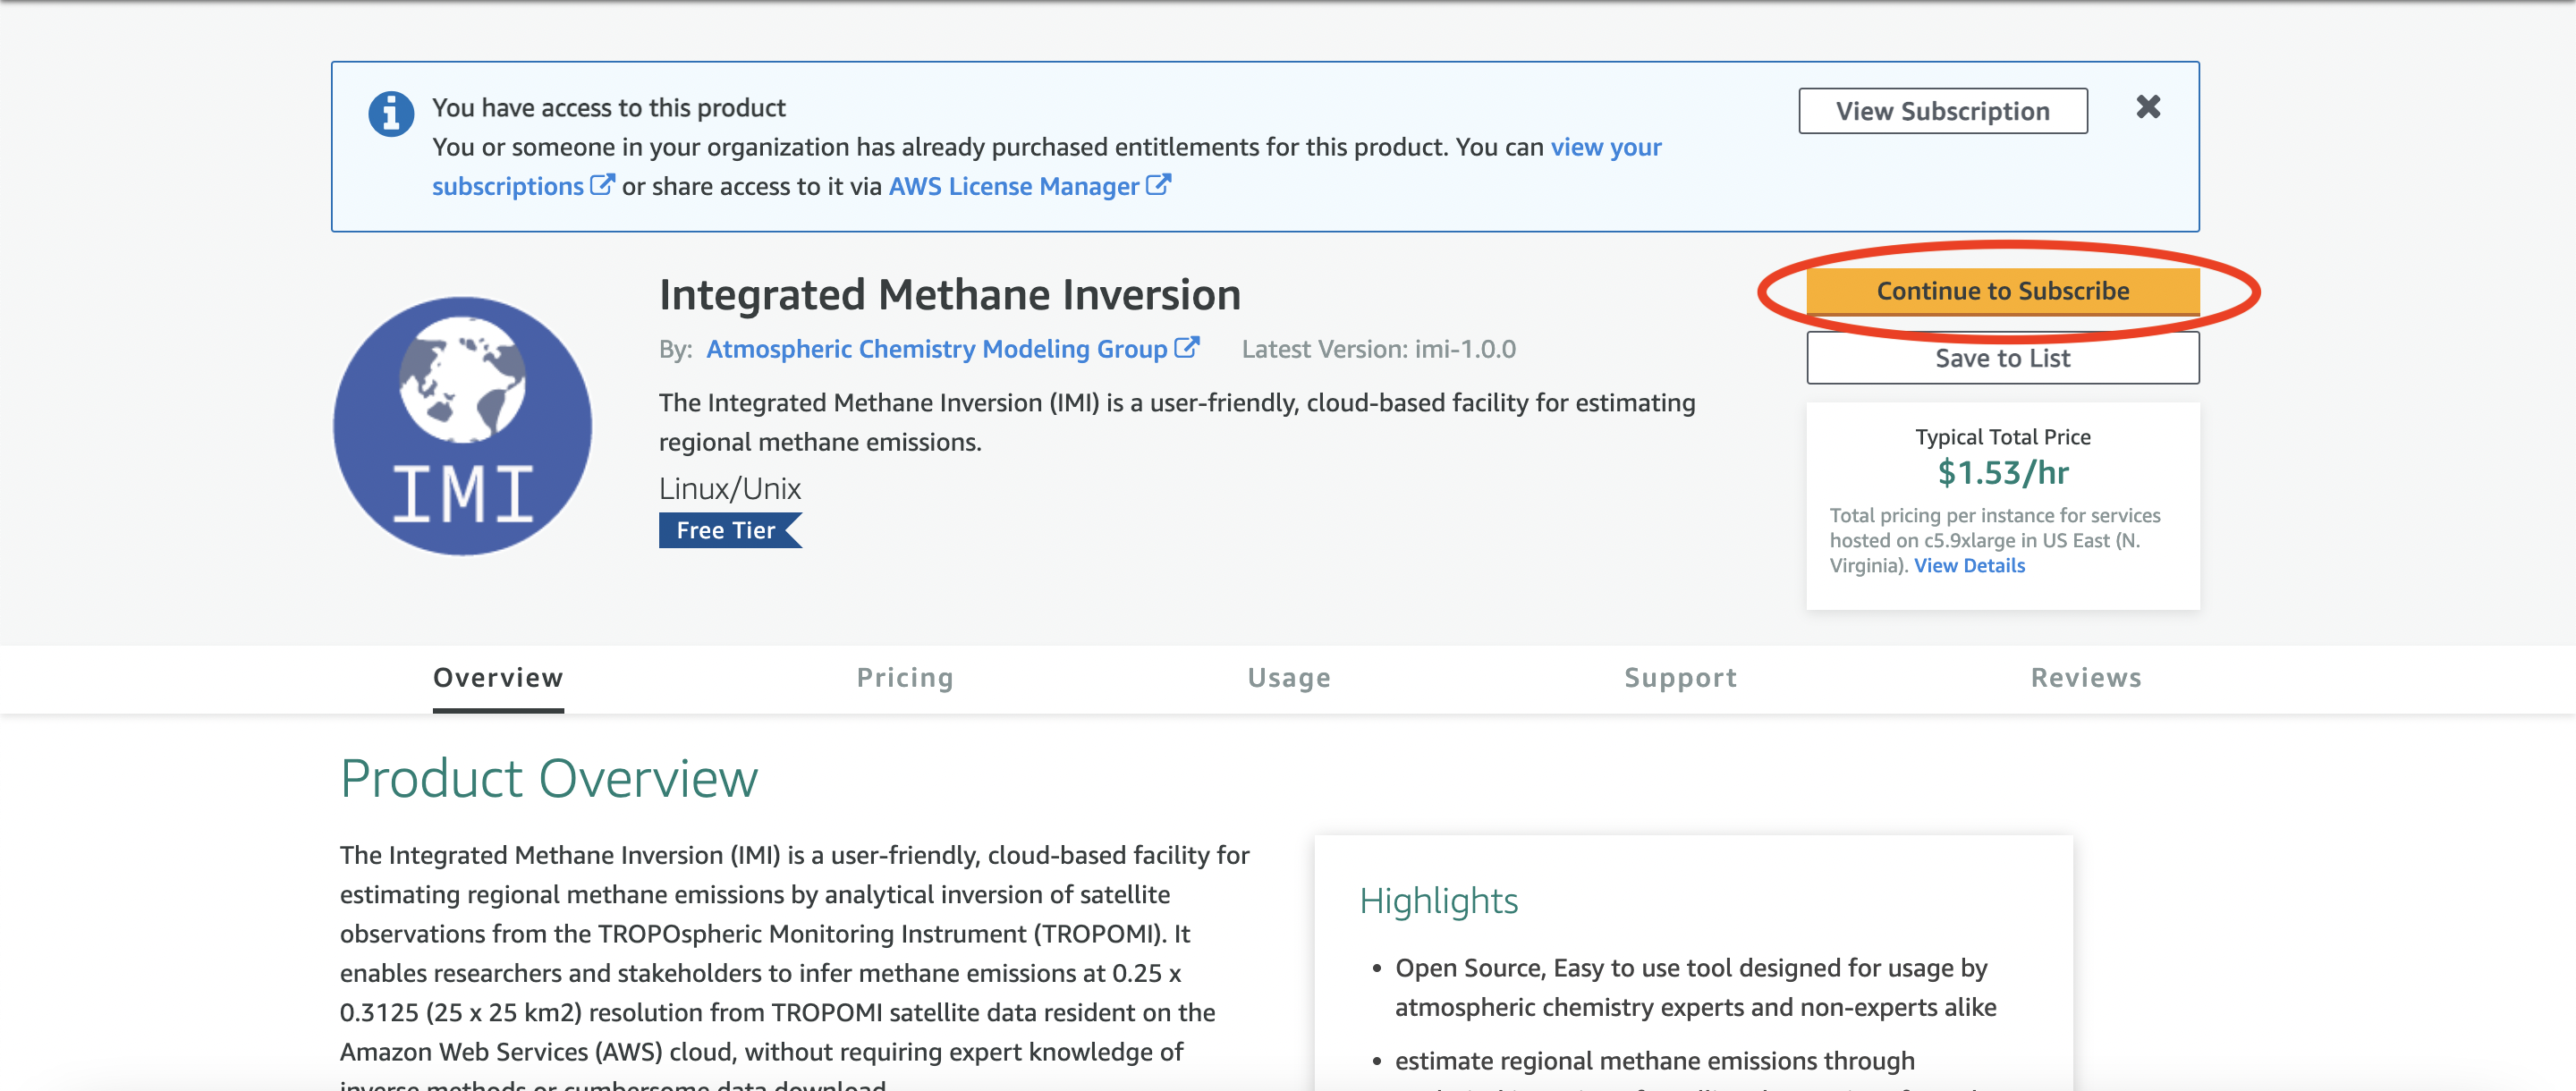 You have access to this product
You or someone in your organization has already purchased entitlements for this product. You can view your
subscriptions or share access to it via AWS License Manager
View Subscription
IMI
Integrated Methane Inversion
By: Atmospheric Chemistry Modeling Group Latest Version: imi-1.0.0
The Integrated Methane Inversion (IMI) is a user-friendly, cloud-based facility for estimating
regional methane emissions.
Linux/Unix
Free Tier
Continue to Subscribe
Save to List
Typical Total Price
$1.53/hr
Total pricing per instance for services
hosted on c5.9xlarge in US East (N.
Virginia). View Details
Overview
Pricing
Usage
Support
Reviews
Product Overview
The Integrated Methane Inversion (IMI) is a user-friendly, cloud-based facility for
estimating regional methane emissions by analytical inversion of satellite
observations from the TROPOspheric Monitoring Instrument (TROPOMI). It
enables researchers and stakeholders to infer methane emissions at 0.25 x
0.3125 (25 x 25 km2) resolution from TROPOMI satellite data resident on the
Amazon Web Services (AWS) cloud, without requiring expert knowledge of
inverse methods or cumbersome data download.
Highlights
• Open Source, Easy to use tool designed for usage by
atmospheric chemistry experts and non-experts alike
• estimate regional methane emissions through